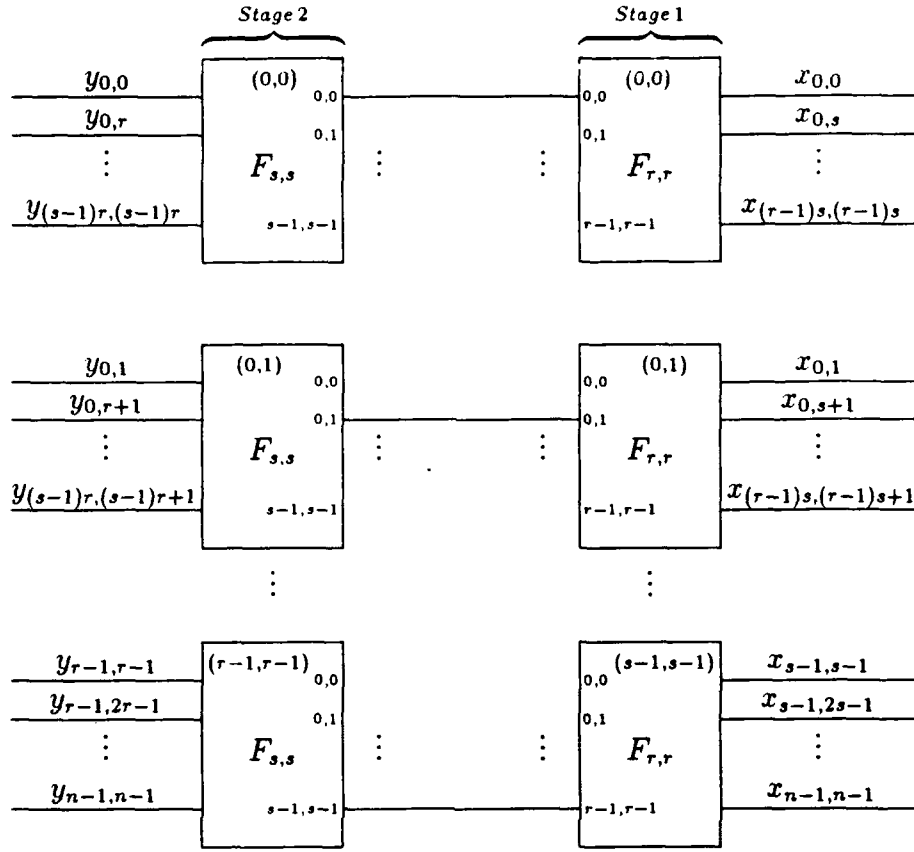 Stage 2 Stage 1
y0,0 (0,0) 0,0 0,0 (0,0) x0,0
y0,r 0,1 0,1 x0,s
⋮ Fs,s ⋮ ⋮ Fr,r ⋮
y(s−1)r,(s−1)r s−1,s−1 r−1,r−1 x(r−1)s,(r−1)s
y0,1 (0,1) 0,0 0,0 (0,1) x0,1
y0,r+1 0,1 0,1 x0,s+1
⋮ Fs,s ⋮ ⋮ Fr,r ⋮
y(s−1)r,(s−1)r+1 s−1,s−1 r−1,r−1 x(r−1)s,(r−1)s+1
⋮ ⋮
yr−1,r−1 (r−1,r−1) 0,0 0,0 (s−1,s−1) xs−1,s−1
yr−1,2r−1 0,1 0,1 xs−1,2s−1
⋮ Fs,s ⋮ ⋮ Fr,r ⋮
yn−1,n−1 s−1,s−1 r−1,r−1 xn−1,n−1